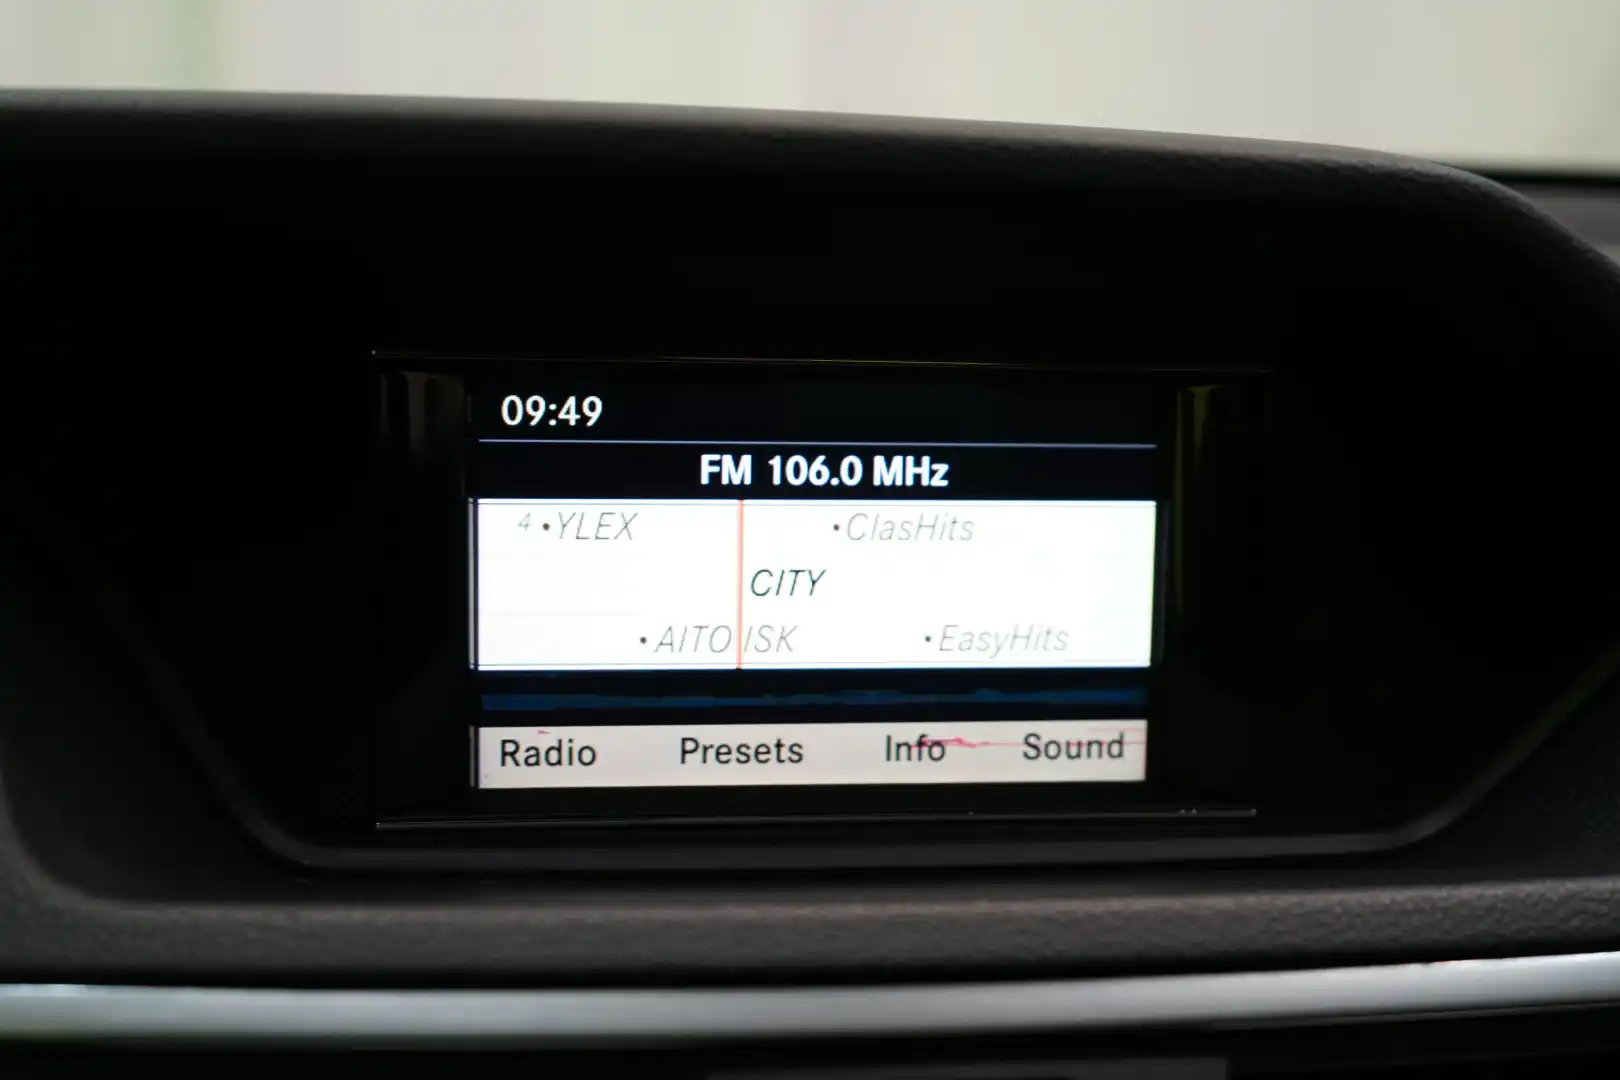 09:49
FM 106.0 MHz
4 •YLEX •ClasHits
CITY
•AITO ISK •EasyHits
Radio Presets Info Sound